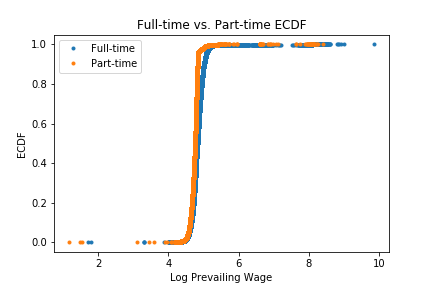 Full-time vs. Part-time ECDF
Full-time
Part-time
ECDF
1.0
0.8
0.6
0.4
0.2
0.0
2 4 6 8 10
Log Prevailing Wage